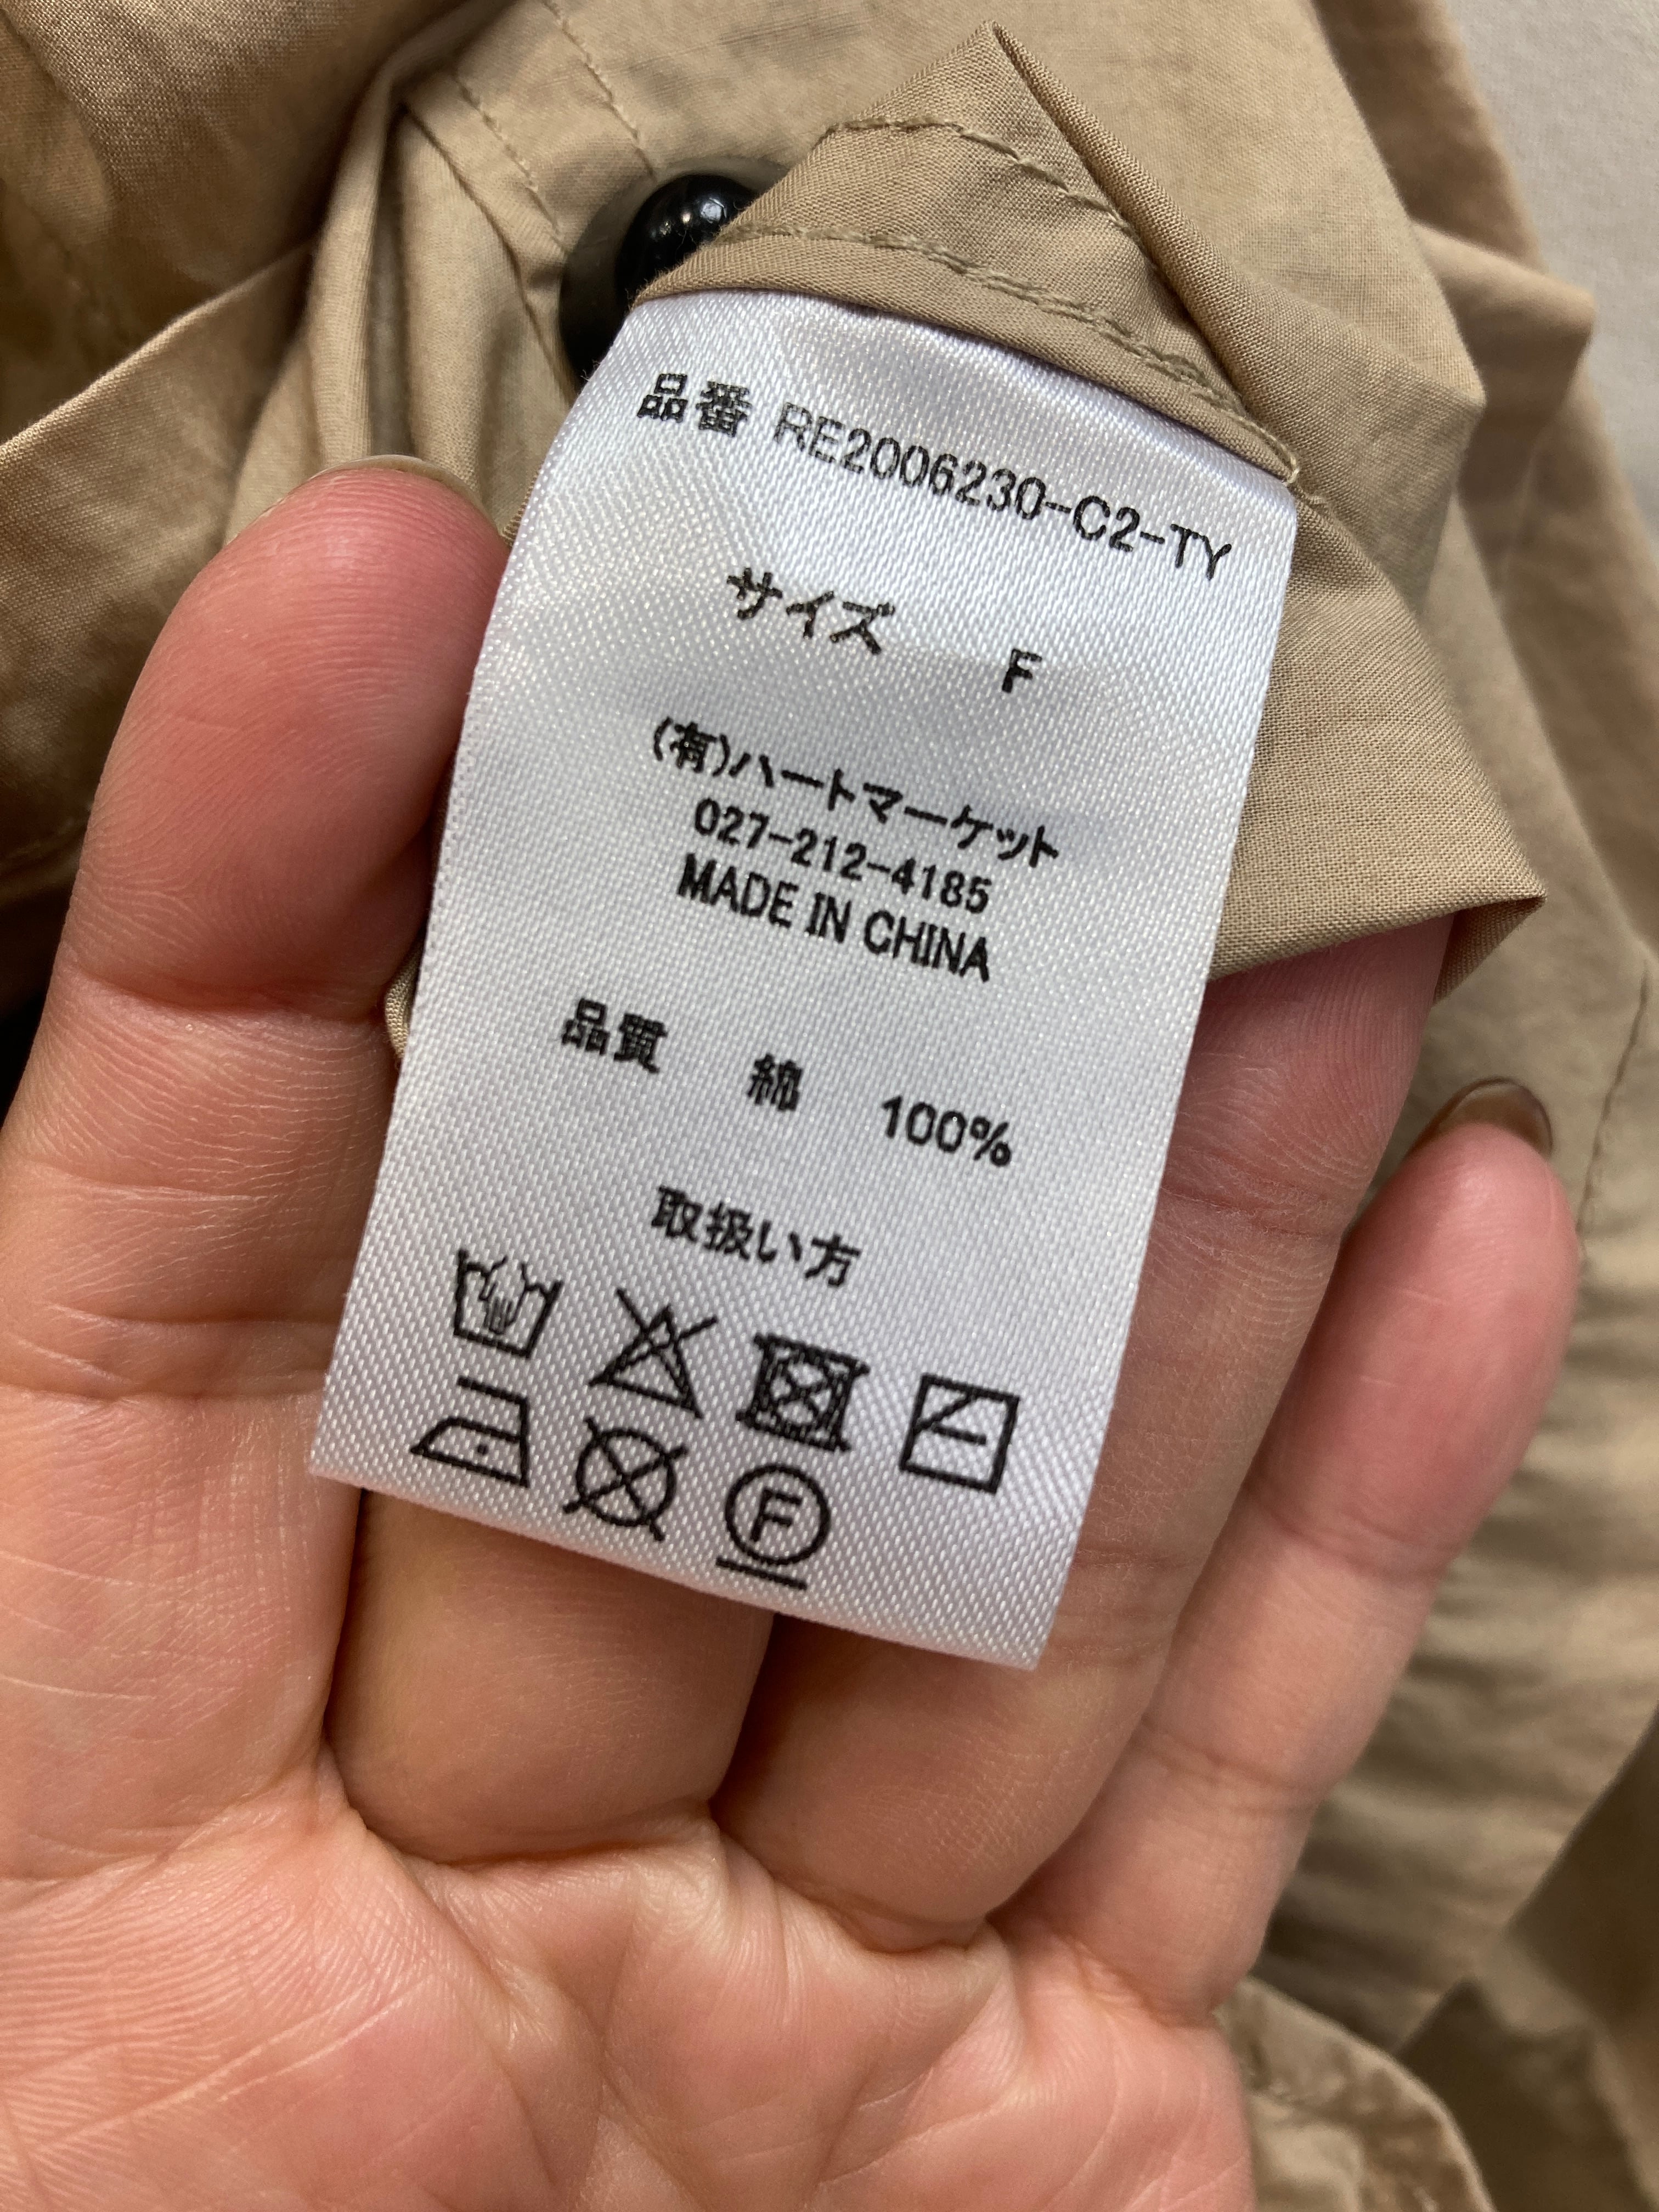 品番 RE2006230-C2-TY
サイズ F
(有)ハートマーケット
027-212-4185
MADE IN CHINA
品質 綿 100%
取扱い方
F